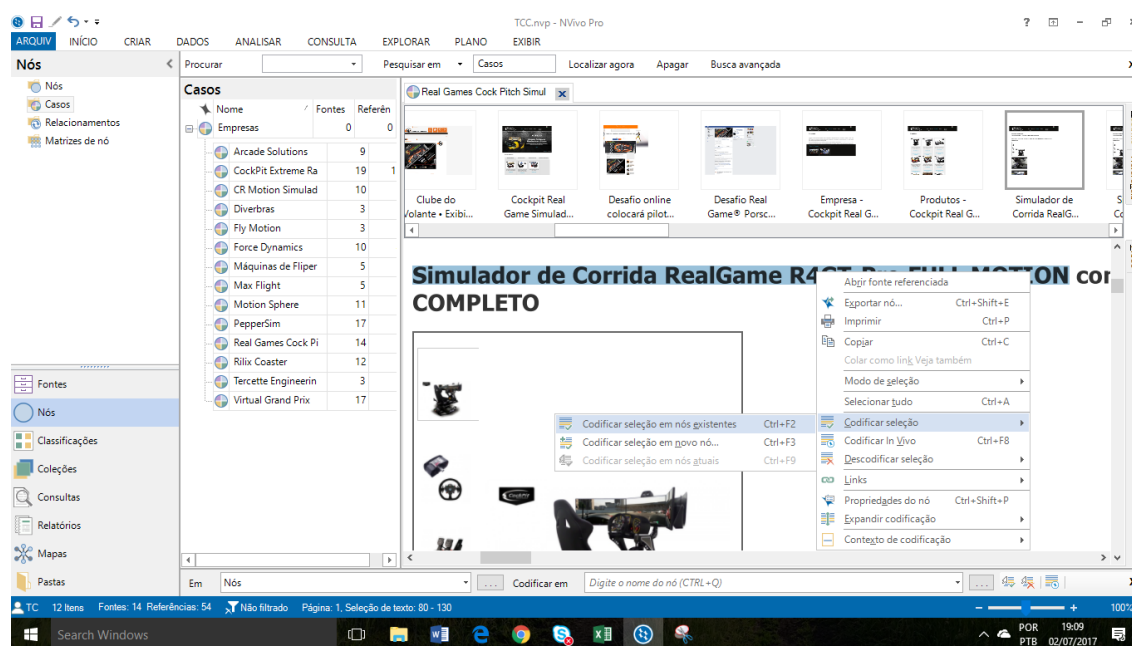 TCC.nvp - NVivo Pro
ARQUIV INÍCIO CRIAR DADOS ANALISAR CONSULTA EXPLORAR PLANO EXIBIR
Nós
Procurar Pesquisar em Casos Localizar agora Apagar Busca avançada
Nós
Casos
Relacionamentos
Matrizes de nó
Casos
Nome Fontes Referên
Empresas 0 0
Arcade Solutions 9
CockPit Extreme Ra 19 1
CR Motion Simulad 10
Diverbras 3
Fly Motion 3
Force Dynamics 10
Máquinas de Fliper 5
Max Flight 5
Motion Sphere 11
PepperSim 17
Real Games Cock Pi 14
Rilix Coaster 12
Tercette Engineerin 3
Virtual Grand Prix 17
Real Games Cock Pitch Simul
Clube do
Volante • Exibi...
Cockpit Real
Game Simulad...
Desafio online
colocará pilot...
Desafio Real
Game® Porsc...
Empresa -
Cockpit Real G...
Produtos -
Cockpit Real G...
Simulador de
Corrida RealG...
Simulador de Corrida RealGame
COMPLETO
Abrir fonte referenciada
Exportar nó... Ctrl+Shift+E
Imprimir Ctrl+P
Copiar Ctrl+C
Colar como link Veja também
Modo de seleção
Selecionar tudo Ctrl+A
Codificar seleção
Codificar In Vivo Ctrl+F8
Descodificar seleção
Links
Propriedades do nó Ctrl+Shift+P
Expandir codificação
Contexto de codificação
Codificar seleção em nós existentes Ctrl+F2
Codificar seleção em novo nó... Ctrl+F3
Codificar seleção em nós atuais Ctrl+F9
Fontes
Nós
Classificações
Coleções
Consultas
Relatórios
Mapas
Pastas
Em Nós ... Codificar em Digite o nome do nó (CTRL+Q) ...
TC 12 Itens Fontes: 14 Referências: 54 Não filtrado Página: 1, Seleção de texto: 80 - 130 100%
Search Windows
POR 19:09
PTB 02/07/2017